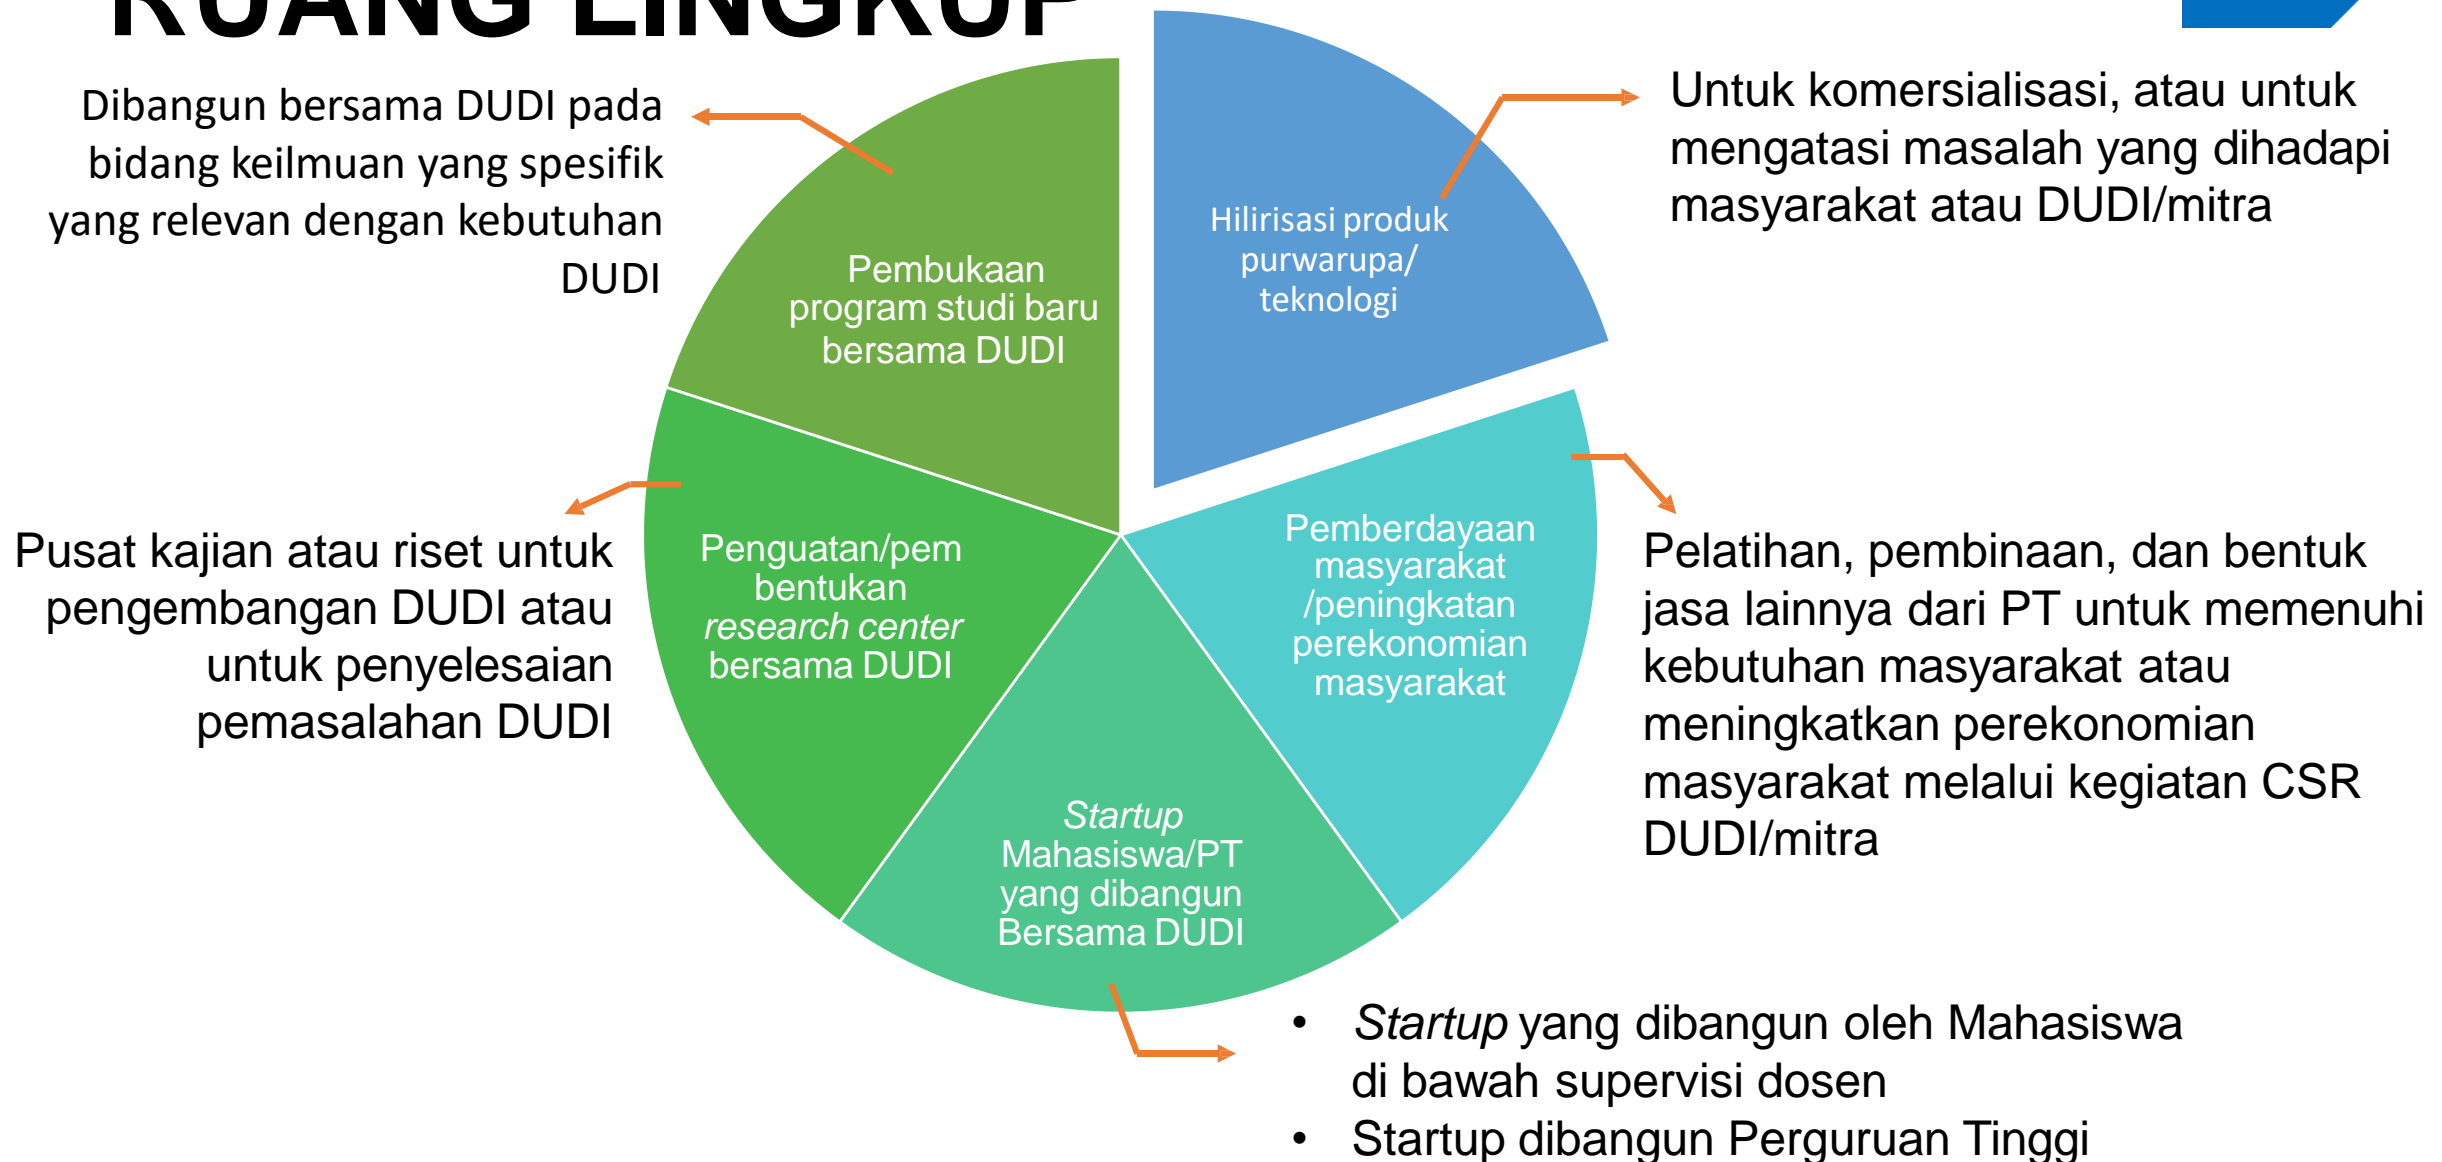 RUANG LINGKUP
Dibangun bersama DUDI pada
bidang keilmuan yang spesifik
yang relevan dengan kebutuhan
DUDI
Pembukaan
program studi baru
bersama DUDI
Hilirisasi produk
purwarupa/
teknologi
Untuk komersialisasi, atau untuk
mengatasi masalah yang dihadapi
masyarakat atau DUDI/mitra
Pusat kajian atau riset untuk
pengembangan DUDI atau
untuk penyelesaian
pemasalahan DUDI
Penguatan/pem
bentukan
research center
bersama DUDI
Pemberdayaan
masyarakat
/peningkatan
perekonomian
masyarakat
Pelatihan, pembinaan, dan bentuk
jasa lainnya dari PT untuk memenuhi
kebutuhan masyarakat atau
meningkatkan perekonomian
masyarakat melalui kegiatan CSR
DUDI/mitra
Startup
Mahasiswa/PT
yang dibangun
Bersama DUDI
• Startup yang dibangun oleh Mahasiswa
di bawah supervisi dosen
• Startup dibangun Perguruan Tinggi